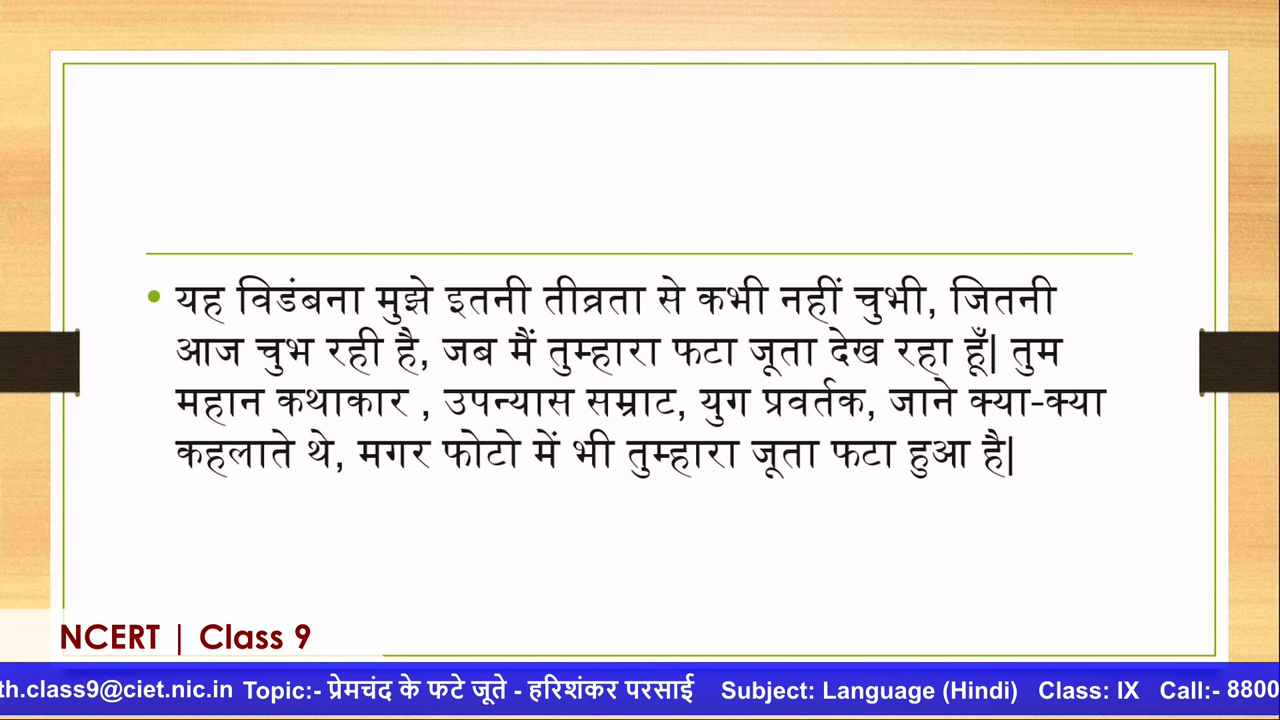 • यह विडंबना मुझे इतनी तीव्रता से कभी नहीं चुभी, जितनी
आज चुभ रही है, जब मैं तुम्हारा फटा जूता देख रहा हूँ| तुम
महान कथाकार , उपन्यास सम्राट, युग प्रवर्तक, जाने क्या-क्या
कहलाते थे, मगर फोटो में भी तुम्हारा जूता फटा हुआ है|
NCERT | Class 9
th.class9@ciet.nic.in Topic:- प्रेमचंद के फटे जूते - हरिशंकर परसाई Subject: Language (Hindi) Class: IX Call:- 8800